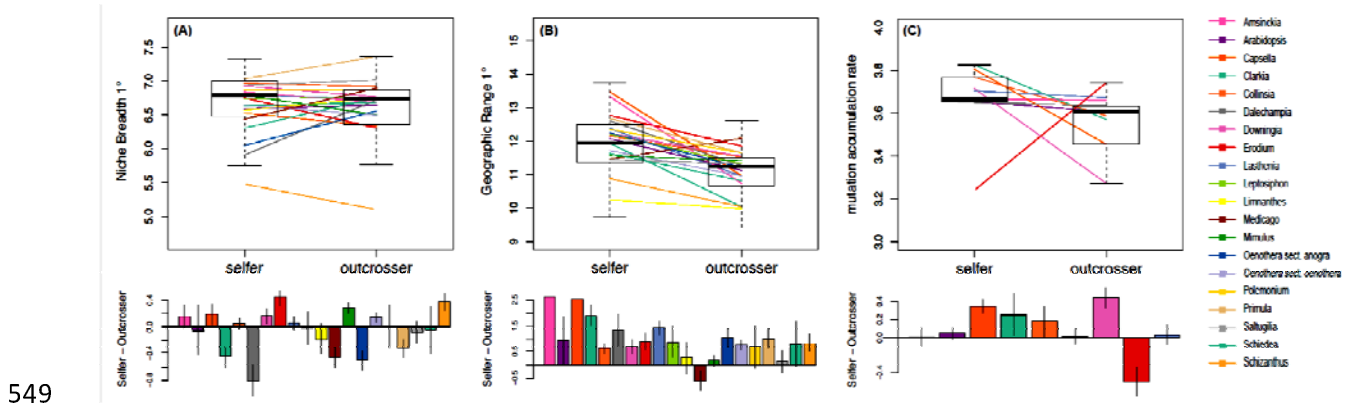 (A)
Niche Breadth 1°
7.5
7.0
6.5
6.0
5.5
5.0
selfer
outcrosser
Selfer – Outcrosser
0.4
0.0
-0.4
-0.8
(B)
Geographic Range 1°
15
14
13
12
11
10
9
selfer
outcrosser
Selfer – Outcrosser
2.5
1.5
0.5
-0.5
(C)
mutation accumulation rate
4.0
3.8
3.6
3.4
3.2
3.0
selfer
outcrosser
Selfer – Outcrosser
0.4
0.2
0.0
-0.4
Amsinckia
Arabidopsis
Capsella
Clarkia
Collinsia
Dalechampia
Downingia
Erodium
Lasthenia
Leptosiphon
Limnanthes
Medicago
Mimulus
Oenothera sect. anogra
Oenothera sect. oenothera
Polemonium
Primula
Saltugilia
Schiedea
Schizanthus
549